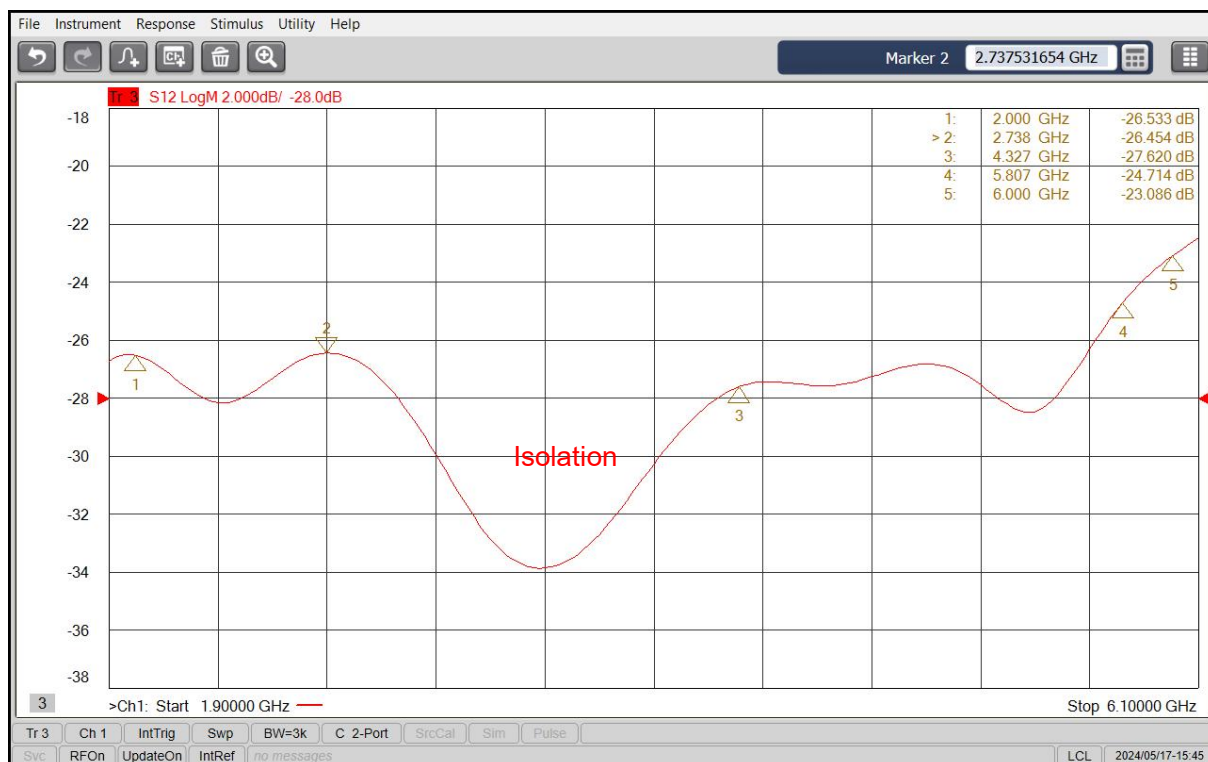 File Instrument Response Stimulus Utility Help
Ch
Marker 2 2.737531654 GHz
Tr 3 S12 LogM 2.000dB/ -28.0dB
-18
-20
-22
-24
-26
-28
-30
-32
-34
-36
-38
1: 2.000 GHz -26.533 dB
> 2: 2.738 GHz -26.454 dB
3: 4.327 GHz -27.620 dB
4: 5.807 GHz -24.714 dB
5: 6.000 GHz -23.086 dB
1
2
3
4
5
Isolation
3 >Ch1: Start 1.90000 GHz Stop 6.10000 GHz
Tr 3 Ch 1 IntTrig Swp BW=3k C 2-Port SrcCal Sim Pulse
Svc RFOn UpdateOn IntRef no messages LCL 2024/05/17-15:45